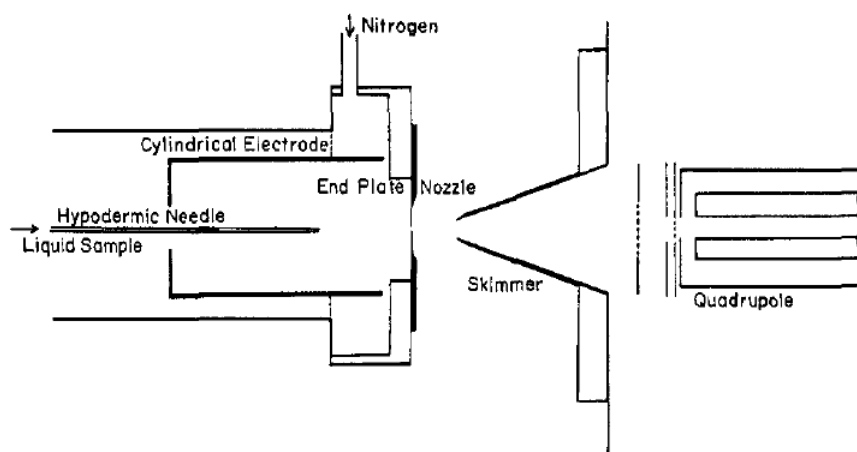 Nitrogen
Cylindrical Electrode
End Plate Nozzle
Hypodermic Needle
Liquid Sample
Skimmer
Quadrupole